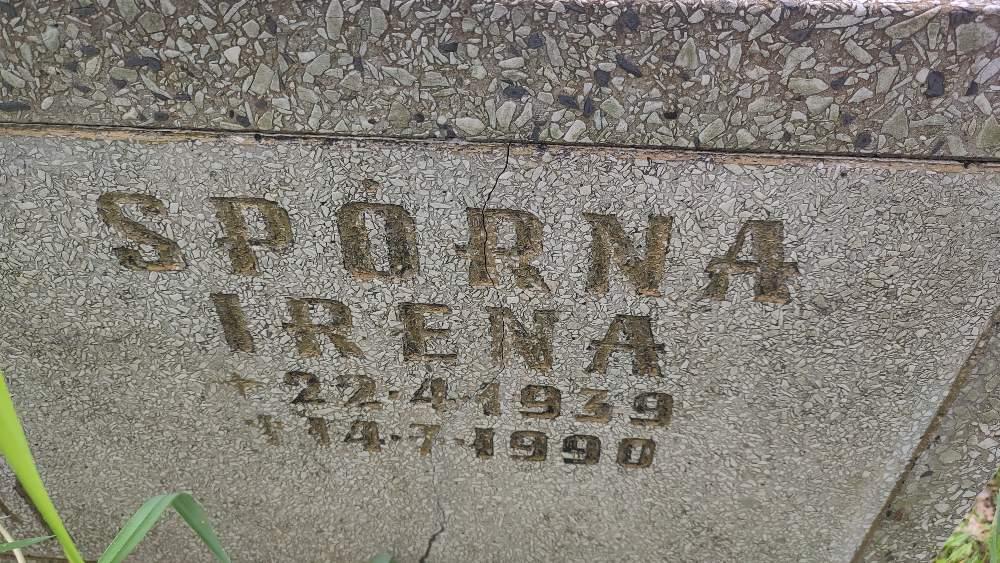 SPÓRNA
IRENA
* 22·4·1939
† 14·7·1990